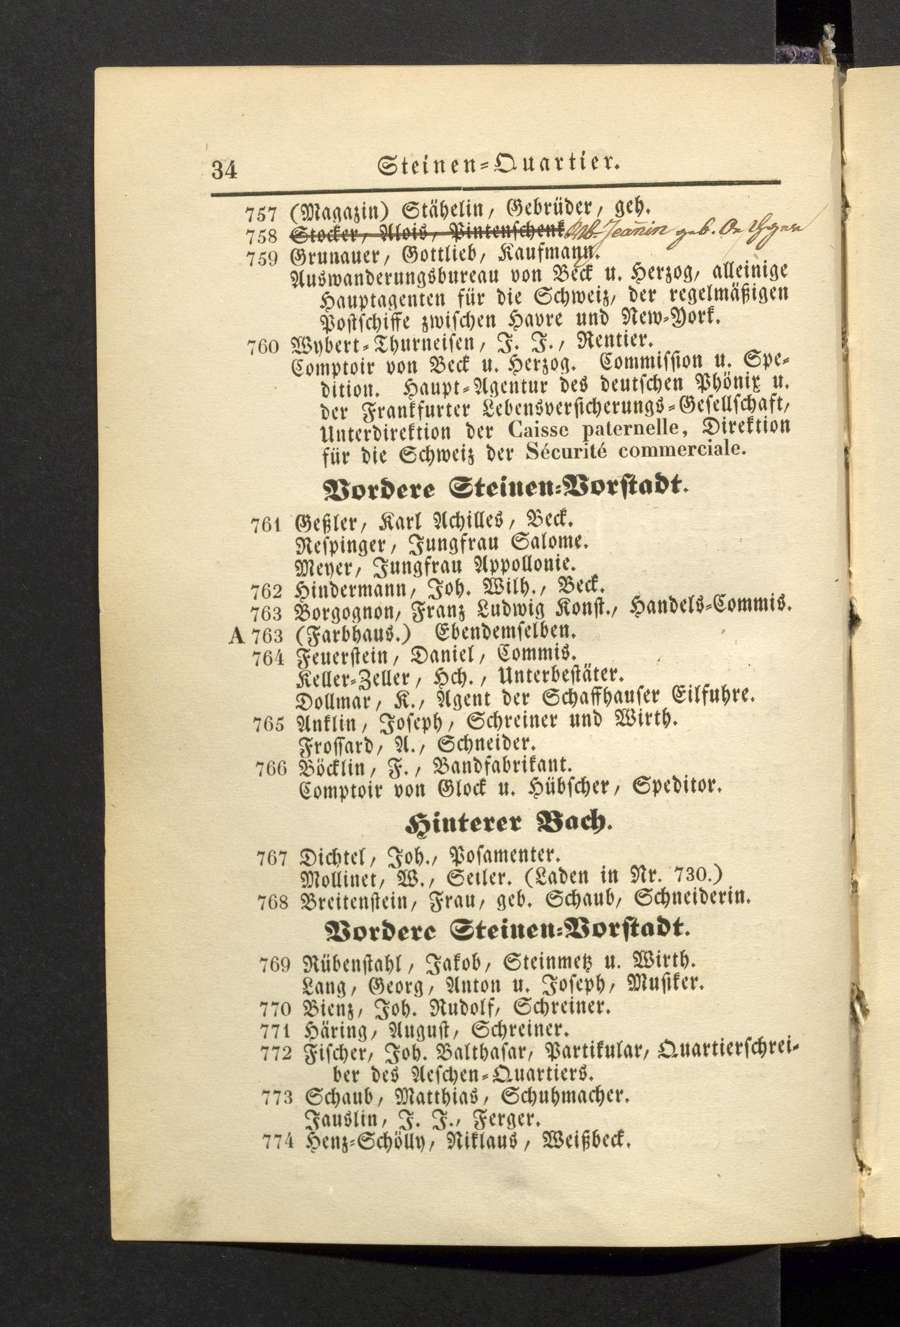 34 Steinen-Quartier.
757 (Magazin) Stähelin, Gebrüder, geh.
758 Stocker, Alois, Pintenschenk Jeannin geb.
759 Grunauer, Gottlieb, Kaufmann.
Auswanderungsbureau von Beck u. Herzog, alleinige
Hauptagenten für die Schweiz, der regelmäßigen
Postschiffe zwischen Havre und New-York.
760 Wybert-Thurneisen, J. J., Rentier.
Comptoir von Beck u. Herzog. Commission u. Spe-
dition. Haupt-Agentur des deutschen Phönix u.
der Frankfurter Lebensversicherungs-Gesellschaft,
Unterdirektion der Caisse paternelle, Direktion
für die Schweiz der Sécurité commerciale.
Vordere Steinen-Vorstadt.
761 Geßler, Karl Achilles, Beck.
Respinger, Jungfrau Salome.
Meyer, Jungfrau Appollonie.
762 Hindermann, Joh. Wilh., Beck.
763 Borgognon, Franz Ludwig Konst., Handels-Commis.
A 763 (Farbhaus.) Ebendemselben.
764 Feuerstein, Daniel, Commis.
Keller-Zeller, Hch., Unterbestäter.
Dollmar, K., Agent der Schaffhauser Eilfuhre.
765 Anklin, Joseph, Schreiner und Wirth.
Frossard, A., Schneider.
766 Böcklin, F., Bandfabrikant.
Comptoir von Glock u. Hübscher, Speditor.
Hinterer Bach.
767 Dichtel, Joh., Posamenter.
Mollinet, W., Seiler. (Laden in Nr. 730.)
768 Breitenstein, Frau, geb. Schaub, Schneiderin.
Vordere Steinen-Vorstadt.
769 Rübenstahl, Jakob, Steinmetz u. Wirth.
Lang, Georg, Anton u. Joseph, Musiker.
770 Bienz, Joh. Rudolf, Schreiner.
771 Häring, August, Schreiner.
772 Fischer, Joh. Balthasar, Partikular, Quartierschrei-
ber des Aeschen-Quartiers.
773 Schaub, Matthias, Schuhmacher.
Jauslin, J. J., Ferger.
774 Henz-Schölly, Niklaus, Weißbeck.